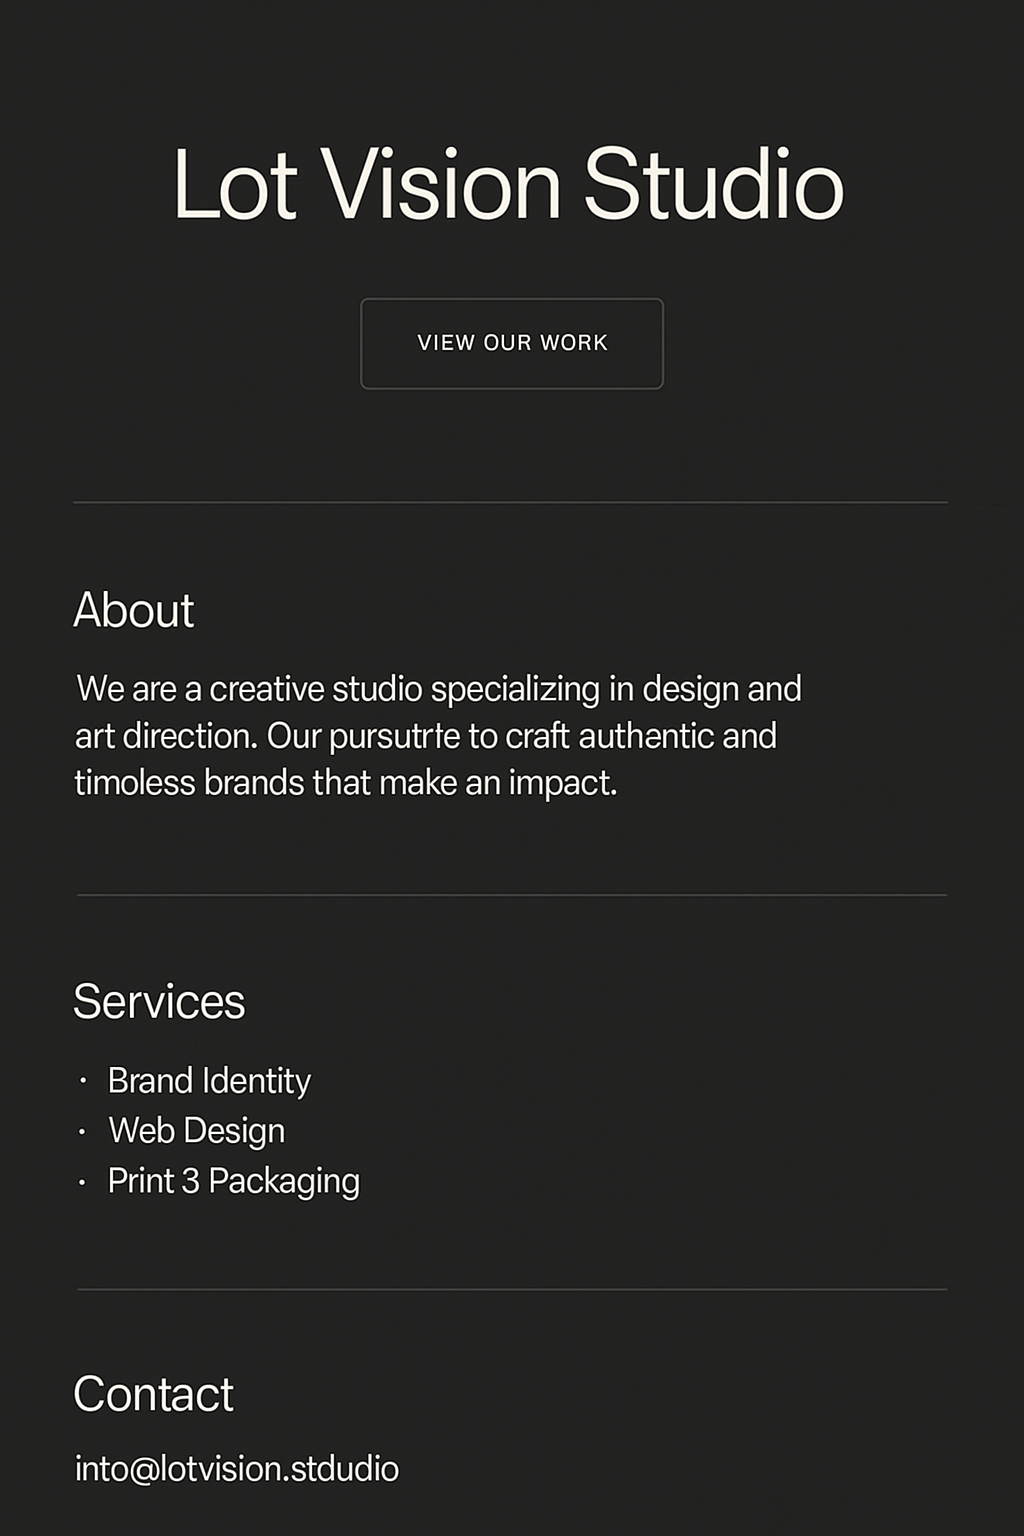 Lot Vision Studio
VIEW OUR WORK
About
We are a creative studio specializing in design and
art direction. Our pursutrte to craft authantic and
timoless brands that make an impact.
Services
· Brand Identity
· Web Design
· Print 3 Packaging
Contact
into@lotvision.stdudio